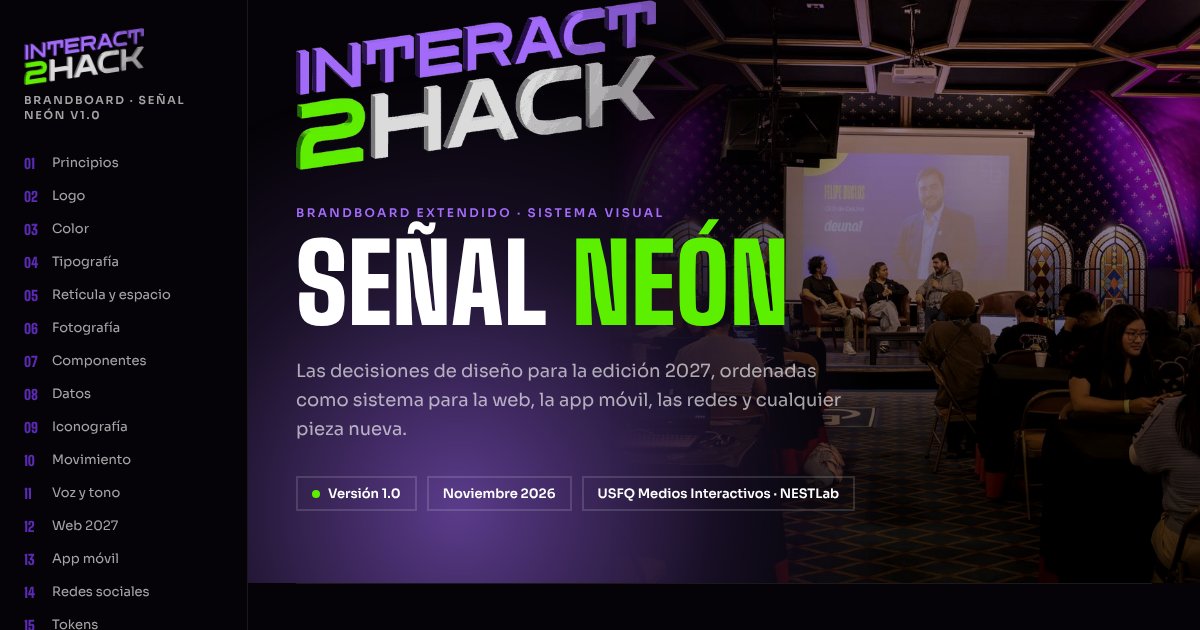 INTERACT
2HACK
BRANDBOARD · SEÑAL
NEÓN V1.0
01 Principios
02 Logo
03 Color
04 Tipografía
05 Retícula y espacio
06 Fotografía
07 Componentes
08 Datos
09 Iconografía
10 Movimiento
11 Voz y tono
12 Web 2027
13 App móvil
14 Redes sociales
15 Tokens
INTERACT
2HACK
BRANDBOARD EXTENDIDO · SISTEMA VISUAL
SEÑAL NEÓN
Las decisiones de diseño para la edición 2027, ordenadas
como sistema para la web, la app móvil, las redes y cualquier
pieza nueva.
Versión 1.0
Noviembre 2026
USFQ Medios Interactivos · NESTLab
deuna!